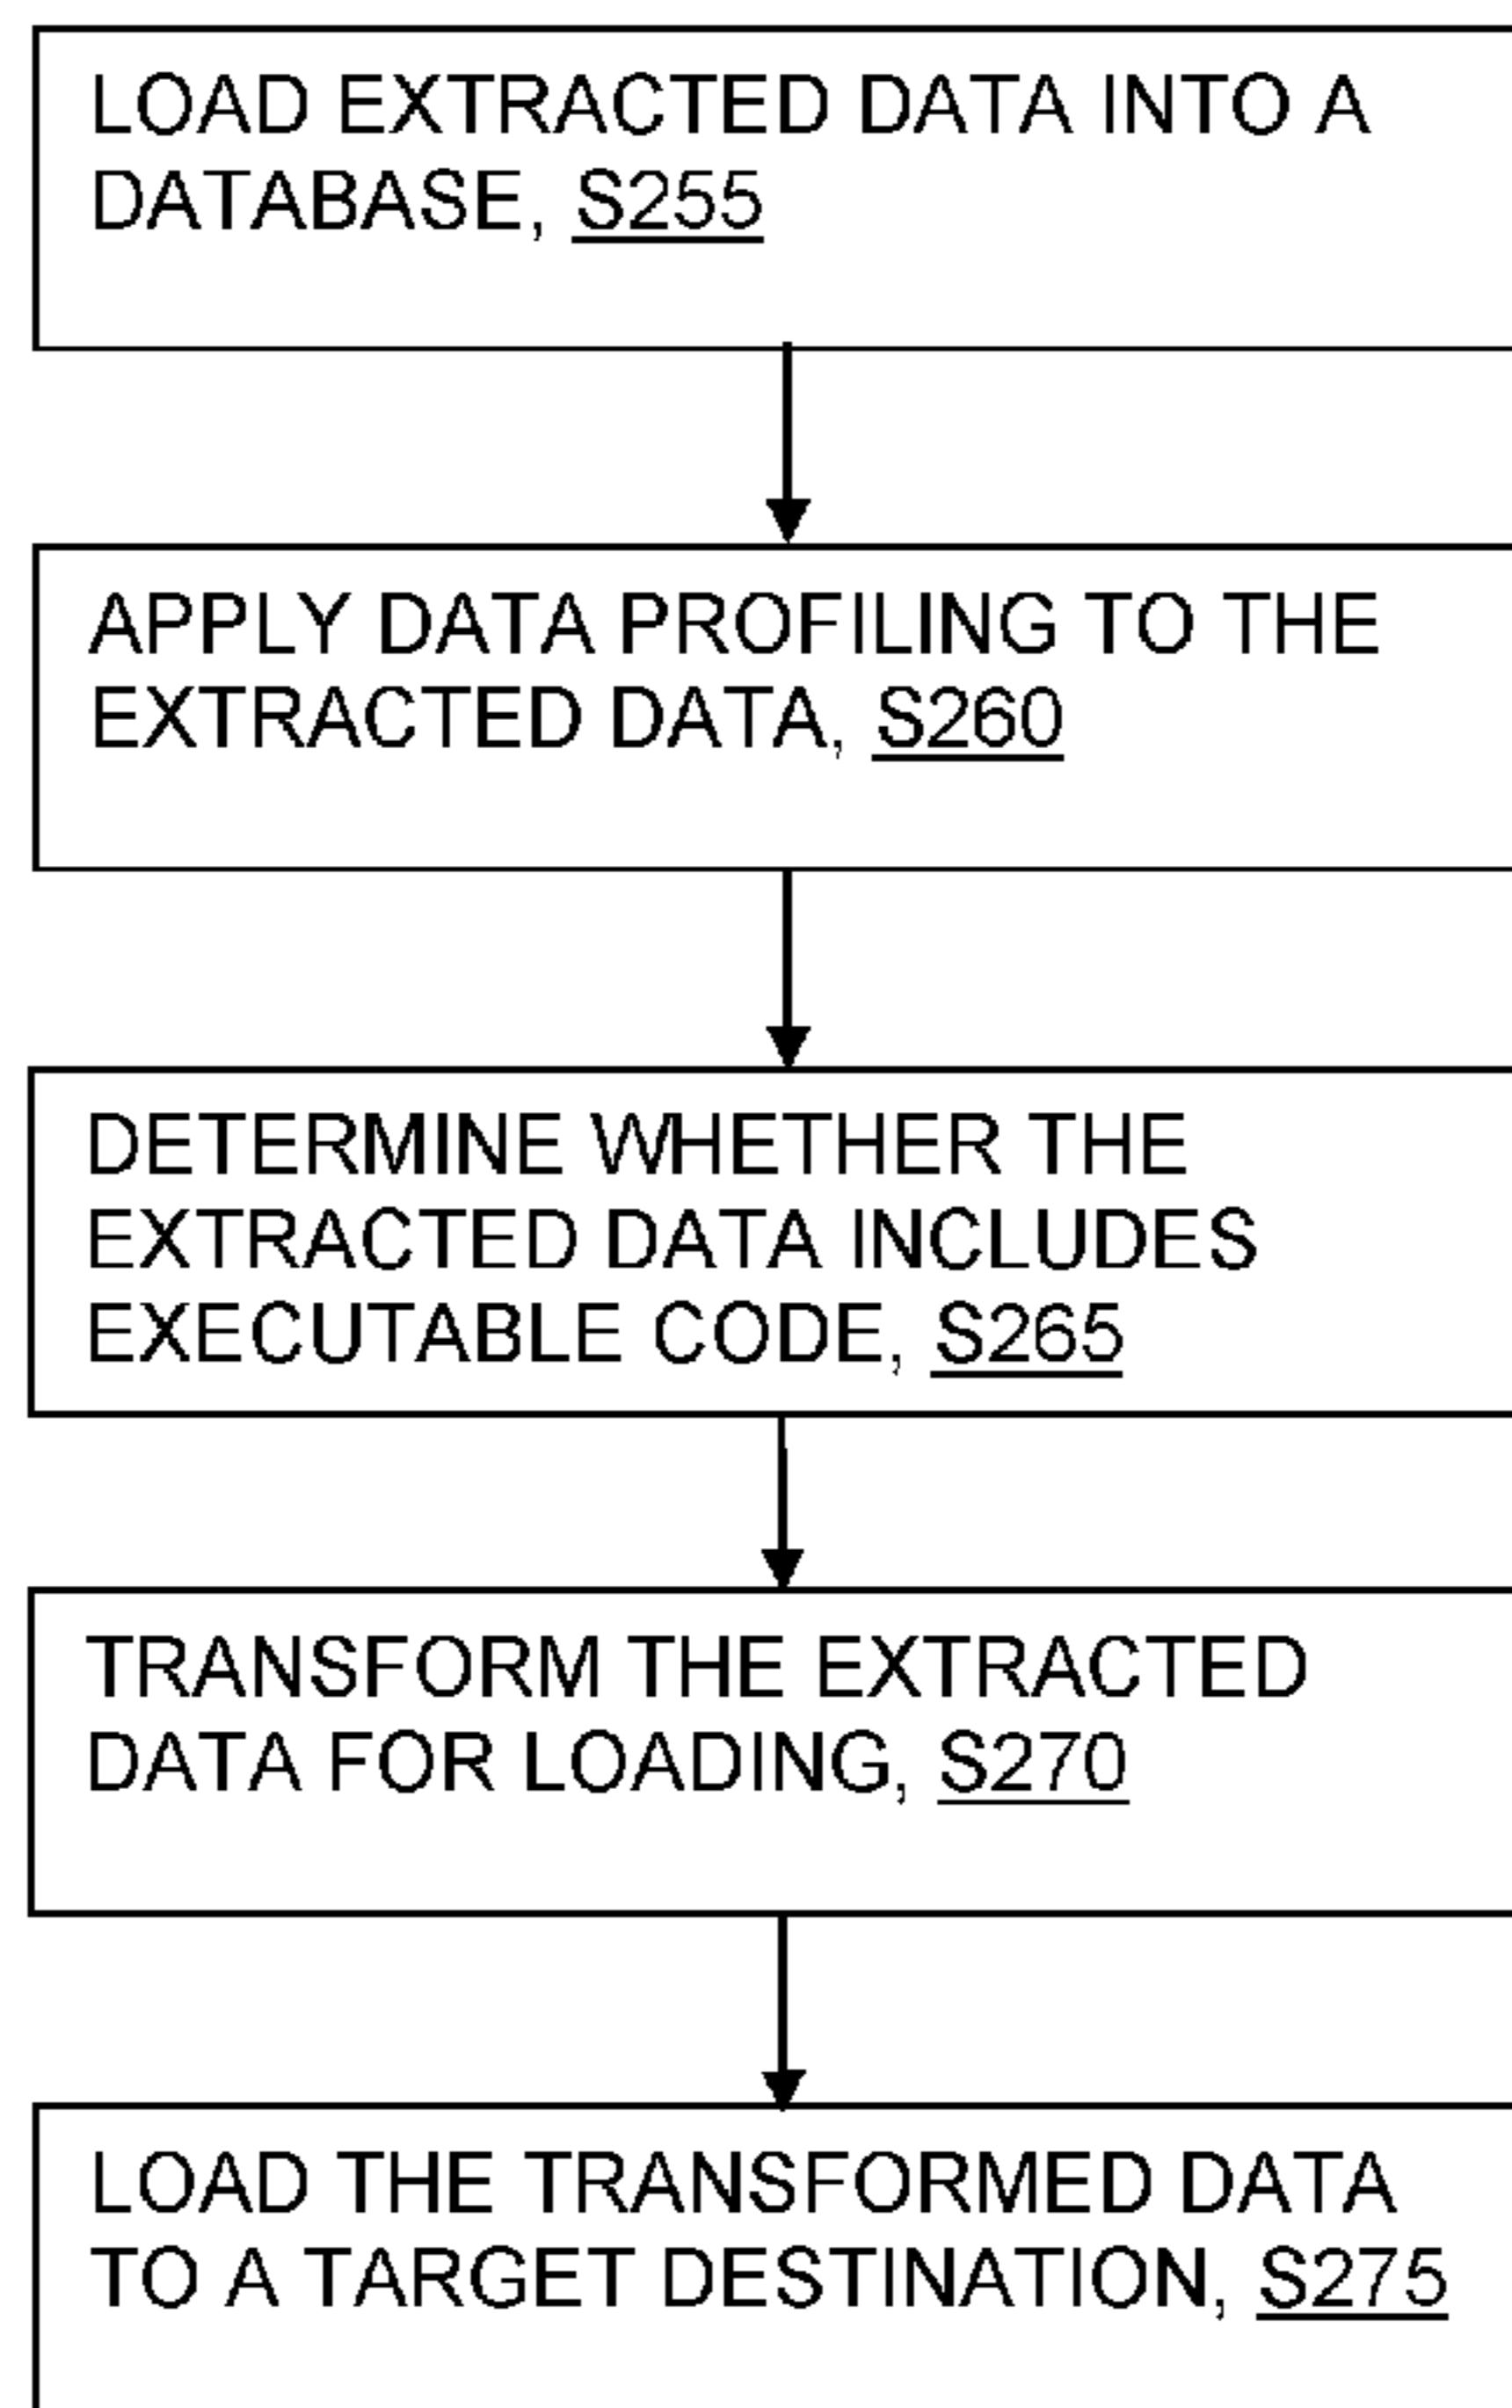 LOAD EXTRACTED DATA INTO A
DATABASE, S255
APPLY DATA PROFILING TO THE
EXTRACTED DATA, S260
DETERMINE WHETHER THE
EXTRACTED DATA INCLUDES
EXECUTABLE CODE, S265
TRANSFORM THE EXTRACTED
DATA FOR LOADING, S270
LOAD THE TRANSFORMED DATA
TO A TARGET DESTINATION, S275